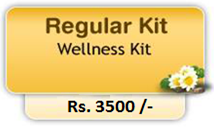 Regular Kit
Wellness Kit
Rs. 3500 /-